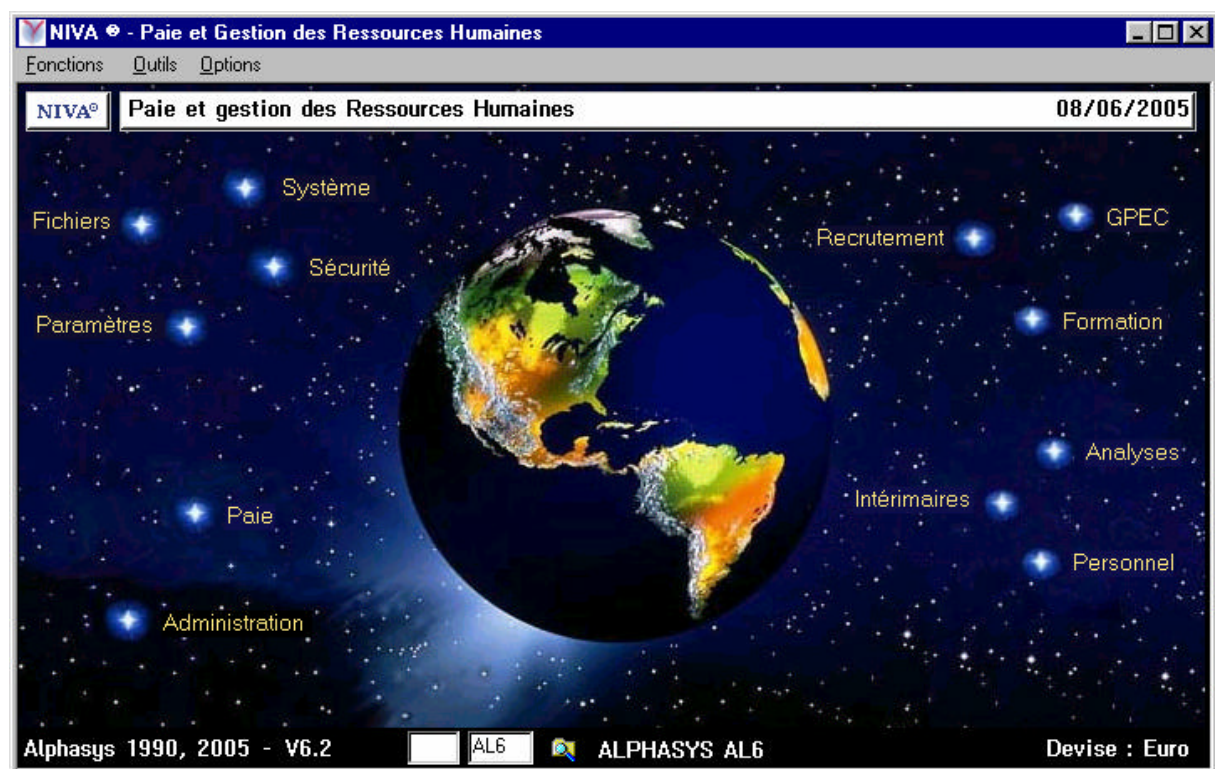 NIVA ® - Paie et Gestion des Ressources Humaines
Fonctions Outils Options
NIVA® Paie et gestion des Ressources Humaines 08/06/2005
Système
Fichiers
Sécurité
Paramètres
Paie
Administration
GPEC
Recrutement
Formation
Analyses
Intérimaires
Personnel
Alphasys 1990, 2005 - V6.2 AL6 ALPHASYS AL6 Devise : Euro